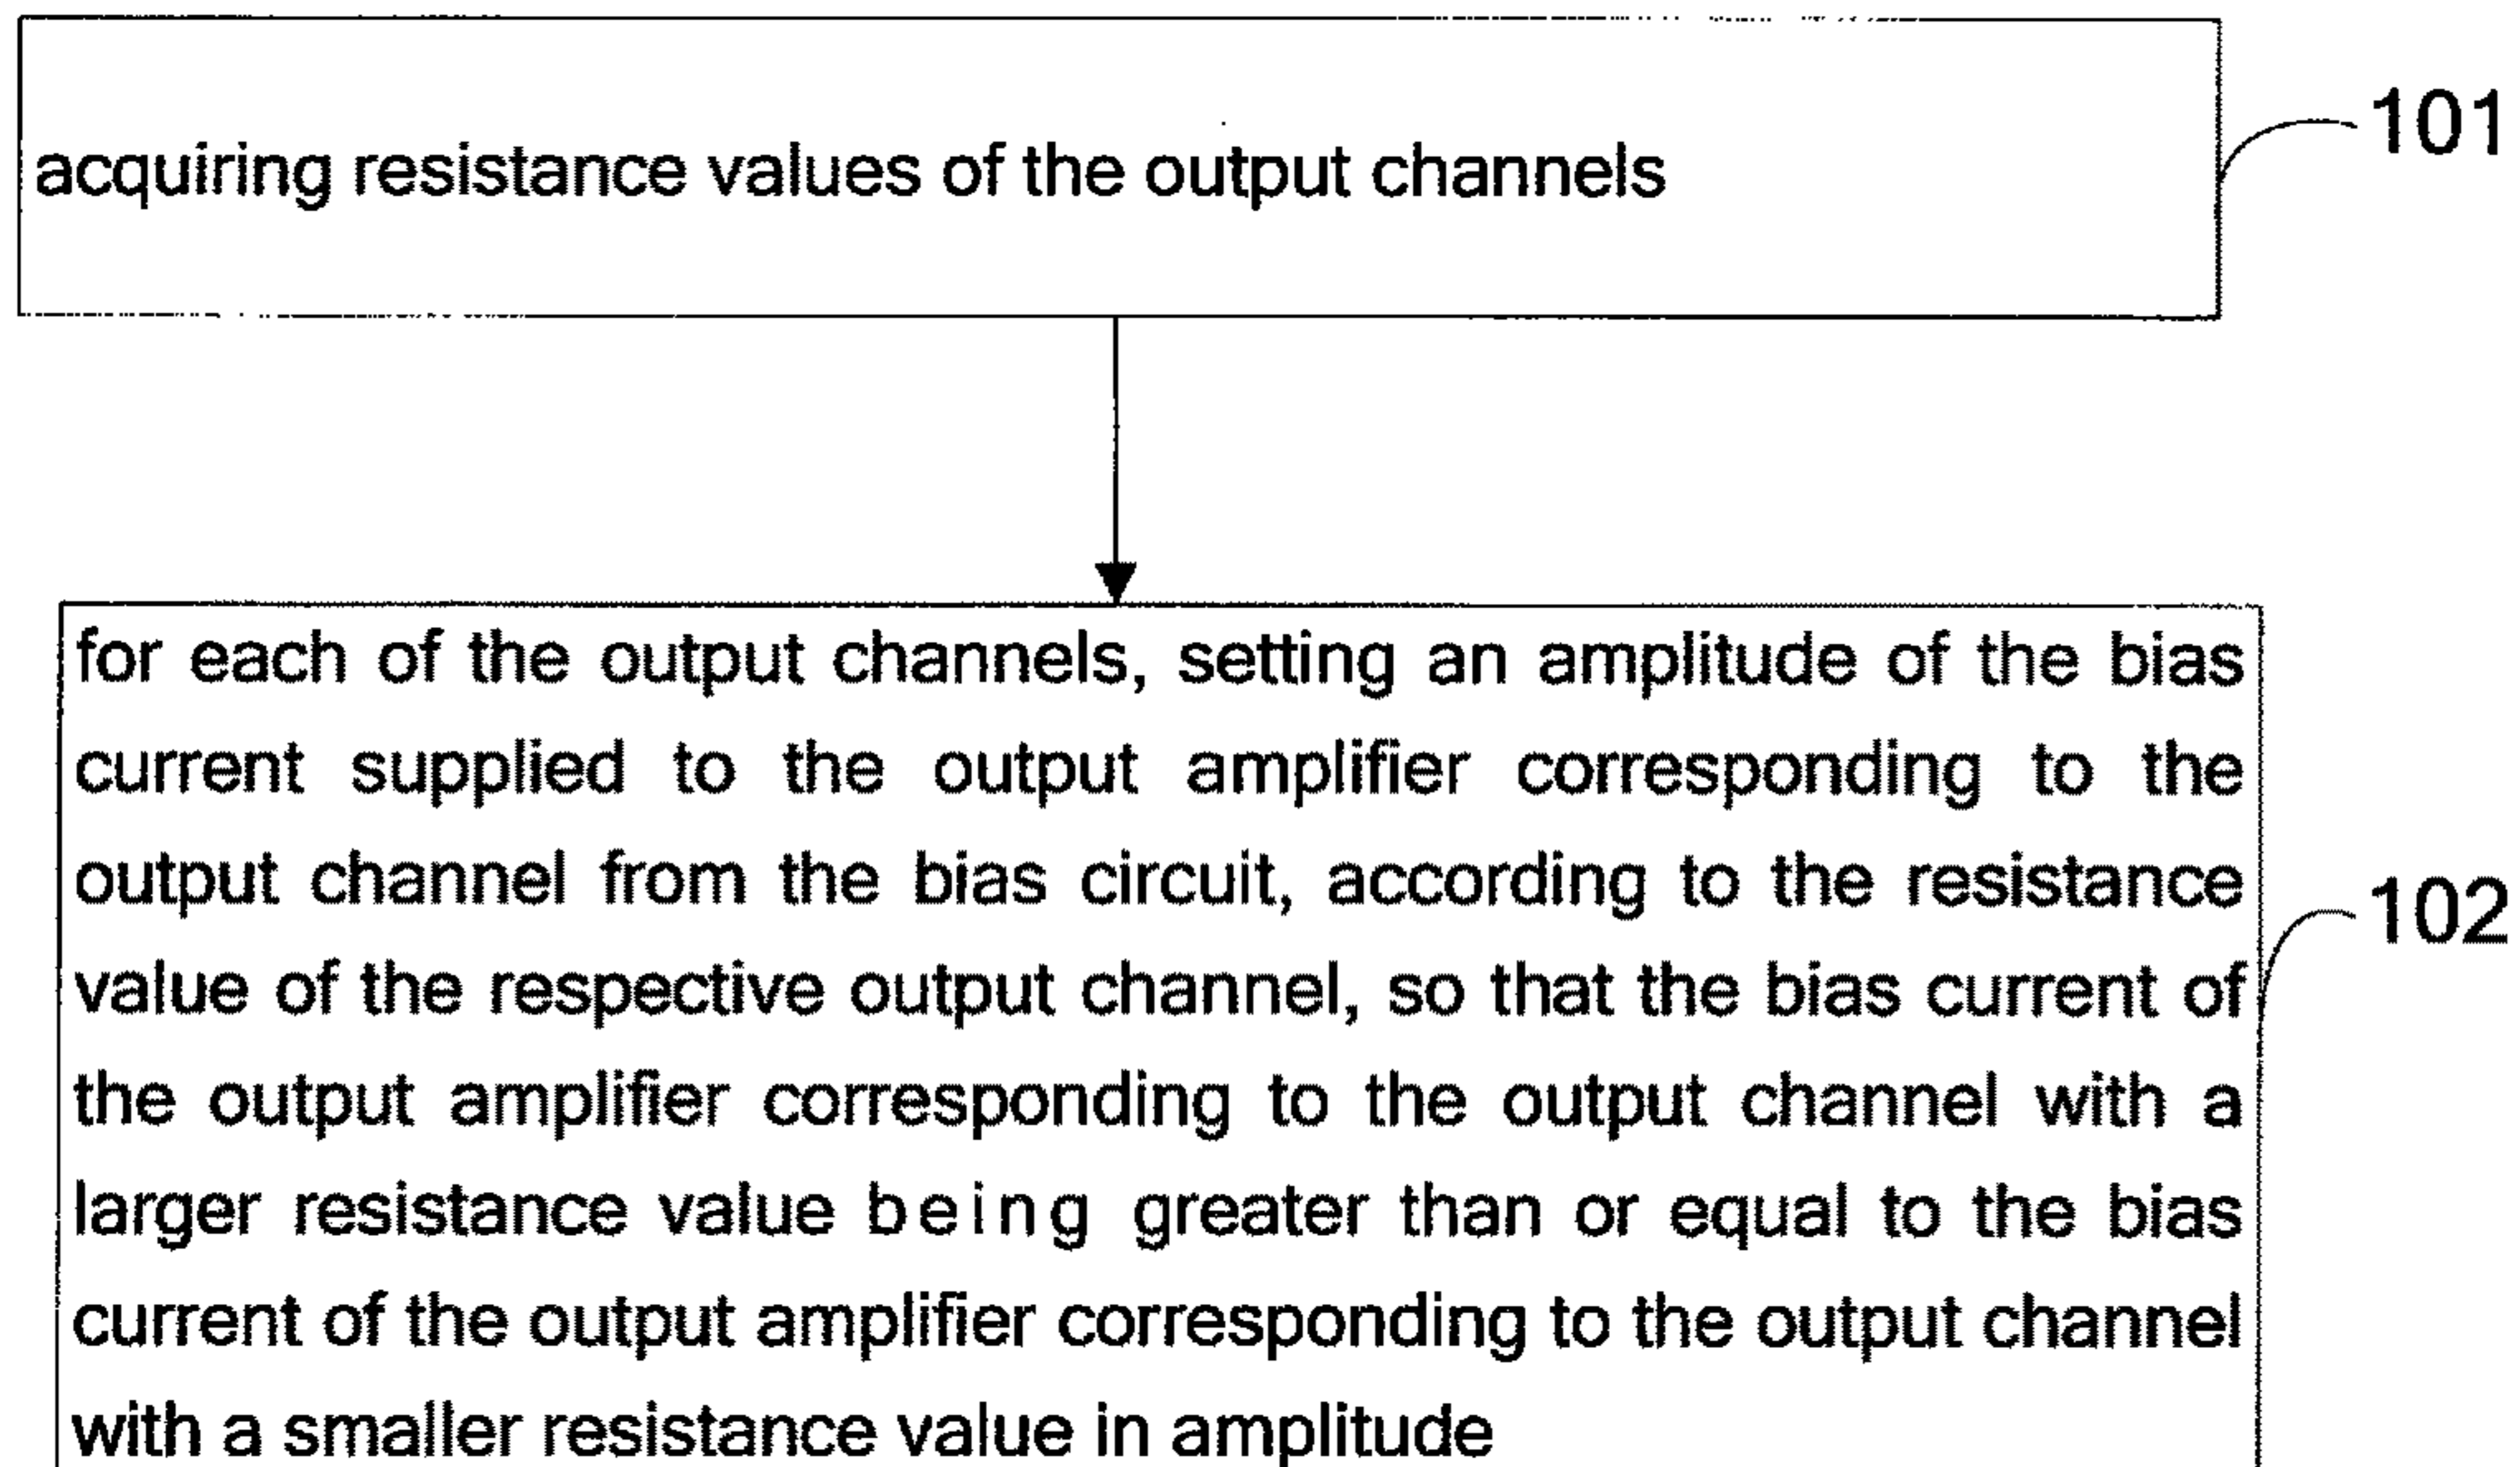 acquiring resistance values of the output channels
101
for each of the output channels, setting an amplitude of the bias
current supplied to the output amplifier corresponding to the
output channel from the bias circuit, according to the resistance
value of the respective output channel, so that the bias current of
the output amplifier corresponding to the output channel with a
larger resistance value being greater than or equal to the bias
current of the output amplifier corresponding to the output channel
with a smaller resistance value in amplitude
102